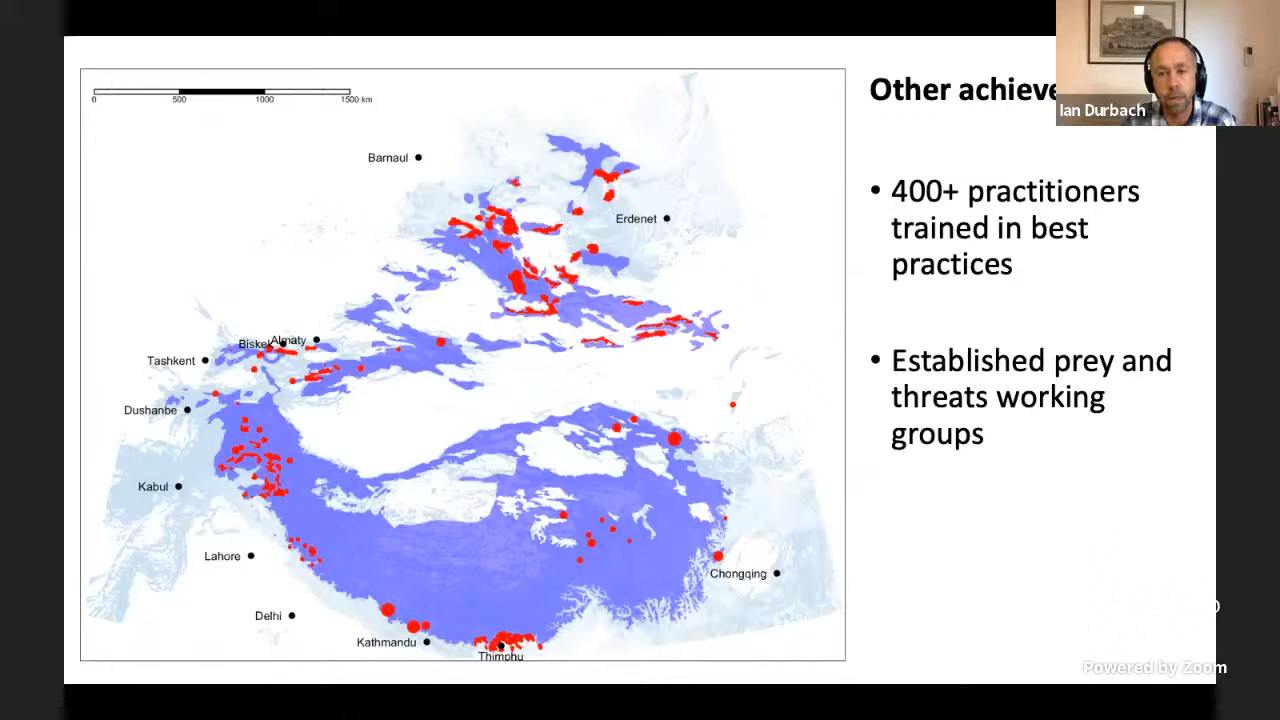 Other achieve
Ian Durbach
0 500 1000 1500 km
Barnaul
Erdenet
Almaty
Tashkent
Dushanbe
Kabul
Lahore
Delhi
Kathmandu
Thimphu
Chongqing
• 400+ practitioners
trained in best
practices
• Established prey and
threats working
groups
Powered by Zoom